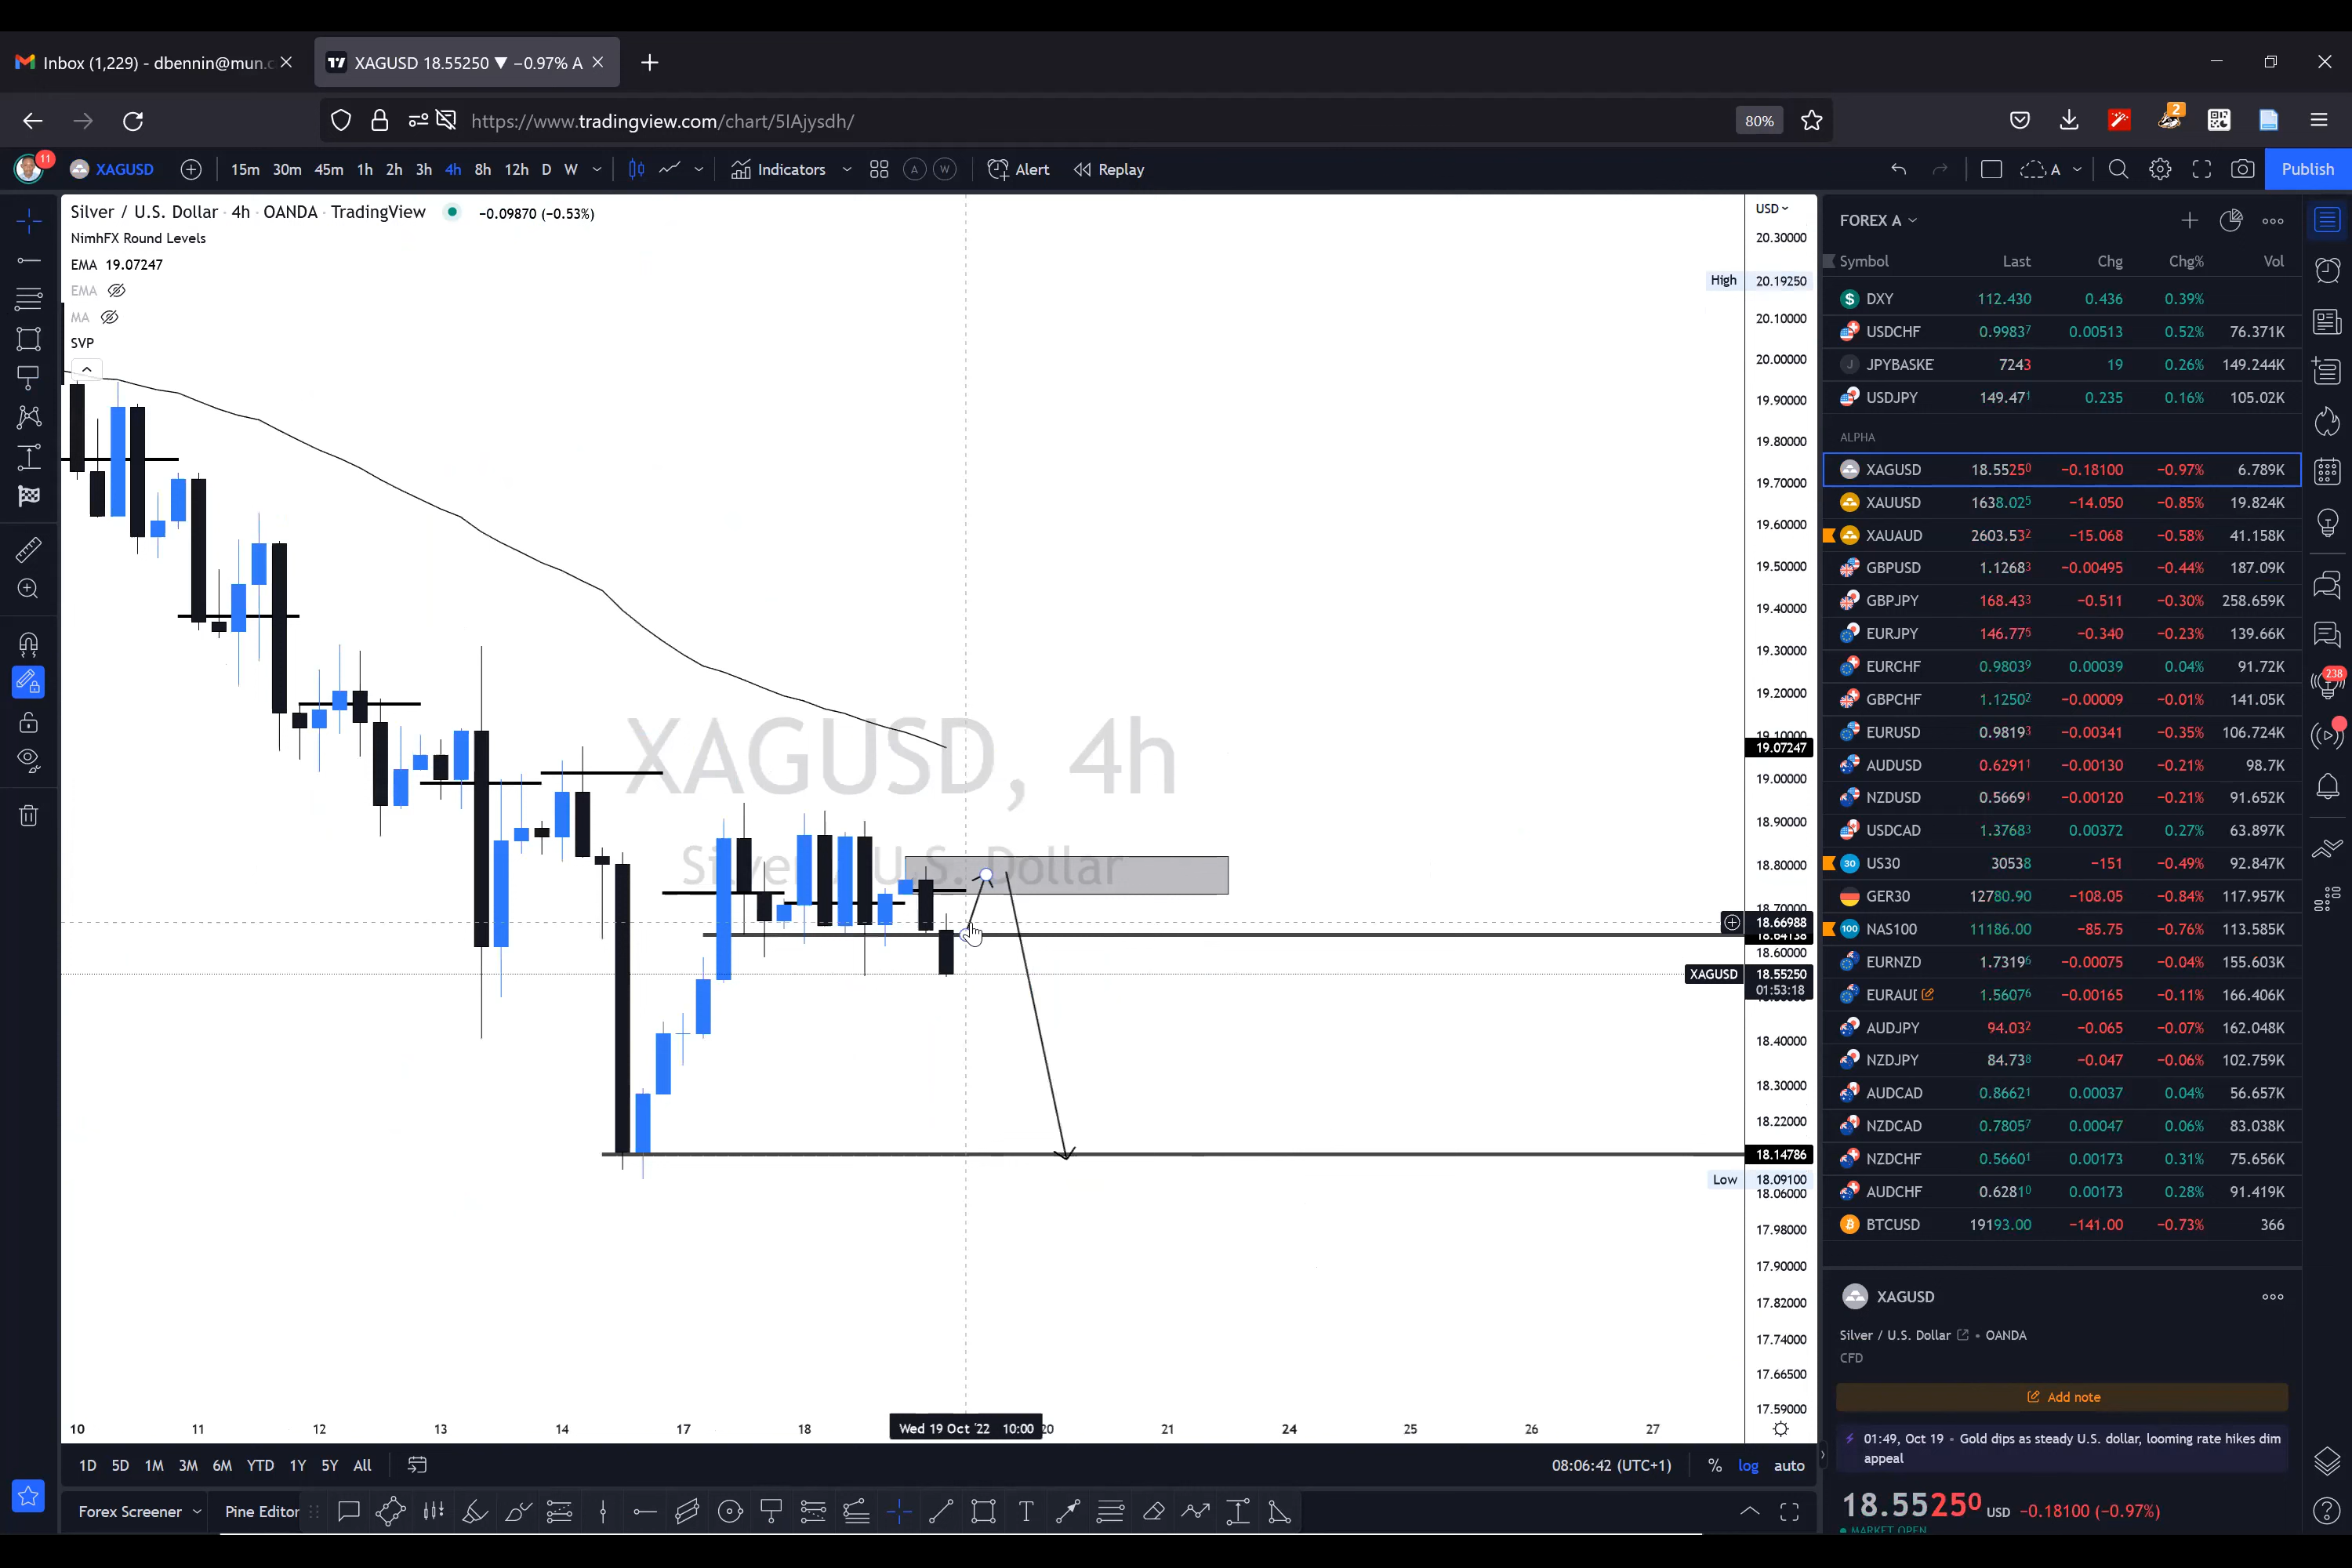 Inbox (1,229) - dbennin@mun.c
XAGUSD 18.55250 ▼ −0.97% A
https://www.tradingview.com/chart/5IAjysdh/
80%
2
11
XAGUSD 15m 30m 45m 1h 2h 3h 4h 8h 12h D W Indicators A W Alert Replay A Publish
Silver / U.S. Dollar · 4h · OANDA · TradingView −0.09870 (−0.53%)
NimhFX Round Levels
EMA 19.07247
EMA
MA
SVP
XAGUSD, 4h
Silver / U.S. Dollar
USD
20.30000
High 20.19250
20.10000
20.00000
19.90000
19.80000
19.70000
19.60000
19.50000
19.40000
19.30000
19.20000
19.10000
19.07247
19.00000
18.90000
18.80000
18.70000
18.66988
18.64138
18.60000
XAGUSD 18.55250
01:53:18
18.40000
18.30000
18.22000
18.14786
Low 18.09100
18.06000
17.98000
17.90000
17.82000
17.74000
17.66500
17.59000
10 11 12 13 14 17 18 Wed 19 Oct '22 10:00 20 21 24 25 26 27
1D 5D 1M 3M 6M YTD 1Y 5Y All 08:06:42 (UTC+1) % log auto
Forex Screener Pine Editor
FOREX A
Symbol Last Chg Chg% Vol
DXY 112.430 0.436 0.39%
USDCHF 0.99837 0.00513 0.52% 76.371K
JPYBASKE 7243 19 0.26% 149.244K
USDJPY 149.471 0.235 0.16% 105.02K
ALPHA
XAGUSD 18.55250 −0.18100 −0.97% 6.789K
XAUUSD 1638.025 −14.050 −0.85% 19.824K
XAUAUD 2603.532 −15.068 −0.58% 41.158K
GBPUSD 1.12683 −0.00495 −0.44% 187.09K
GBPJPY 168.433 −0.511 −0.30% 258.659K
EURJPY 146.775 −0.340 −0.23% 139.66K
EURCHF 0.98039 0.00039 0.04% 91.72K
GBPCHF 1.12502 −0.00009 −0.01% 141.05K
EURUSD 0.98193 −0.00341 −0.35% 106.724K
AUDUSD 0.62911 −0.00130 −0.21% 98.7K
NZDUSD 0.56691 −0.00120 −0.21% 91.652K
USDCAD 1.37683 0.00372 0.27% 63.897K
30 US30 30538 −151 −0.49% 92.847K
GER30 12780.90 −108.05 −0.84% 117.957K
100 NAS100 11186.00 −85.75 −0.76% 113.585K
EURNZD 1.73196 −0.00075 −0.04% 155.603K
EURAUI 1.56076 −0.00165 −0.11% 166.406K
AUDJPY 94.032 −0.065 −0.07% 162.048K
NZDJPY 84.738 −0.047 −0.06% 102.759K
AUDCAD 0.86621 0.00037 0.04% 56.657K
NZDCAD 0.78057 0.00047 0.06% 83.038K
NZDCHF 0.56601 0.00173 0.31% 75.656K
AUDCHF 0.62810 0.00173 0.28% 91.419K
BTCUSD 19193.00 −141.00 −0.73% 366
XAGUSD
Silver / U.S. Dollar • OANDA
CFD
Add note
01:49, Oct 19 • Gold dips as steady U.S. dollar, looming rate hikes dim
appeal
18.55250 USD −0.18100 (−0.97%)
MARKET OPEN
238